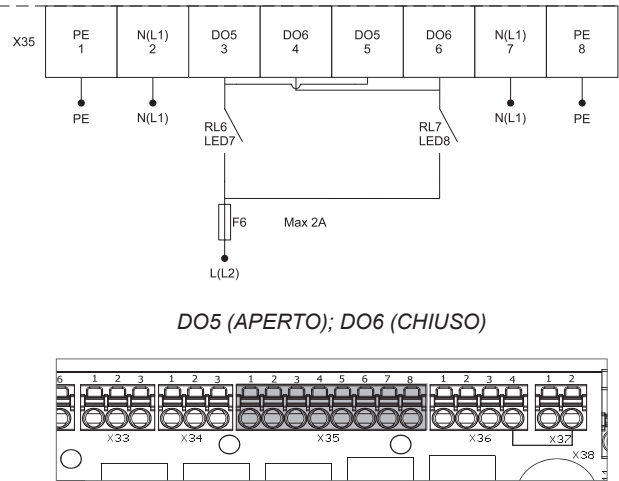 X35
PE 1
N(L1) 2
DO5 3
DO6 4
DO5 5
DO6 6
N(L1) 7
PE 8
PE
N(L1)
N(L1)
PE
RL6
LED7
RL7
LED8
F6
Max 2A
L(L2)
DO5 (APERTO); DO6 (CHIUSO)
6 1 2 3 1 2 3 1 2 3 4 5 6 7 8 1 2 3 4 1 2
X33 X34 X35 X36 X37
X38
1